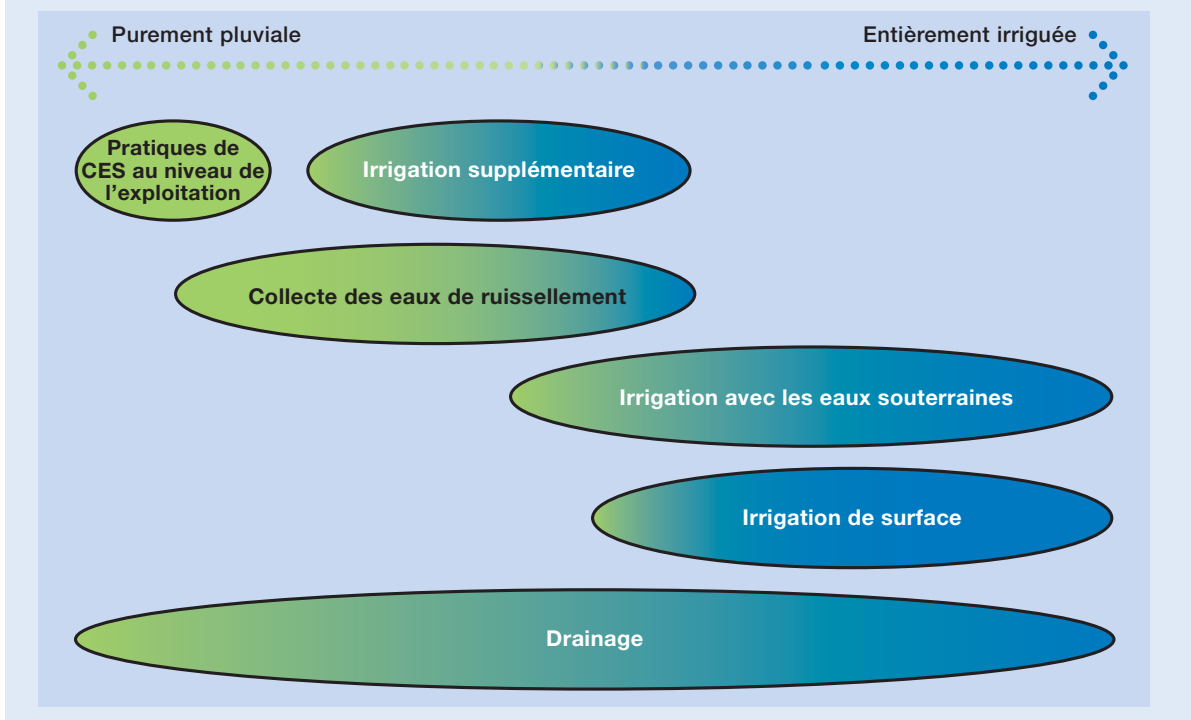 Purement pluviale
Entièrement irriguée
Pratiques de
CES au niveau de
l’exploitation
Irrigation supplémentaire
Collecte des eaux de ruissellement
Irrigation avec les eaux souterraines
Irrigation de surface
Drainage